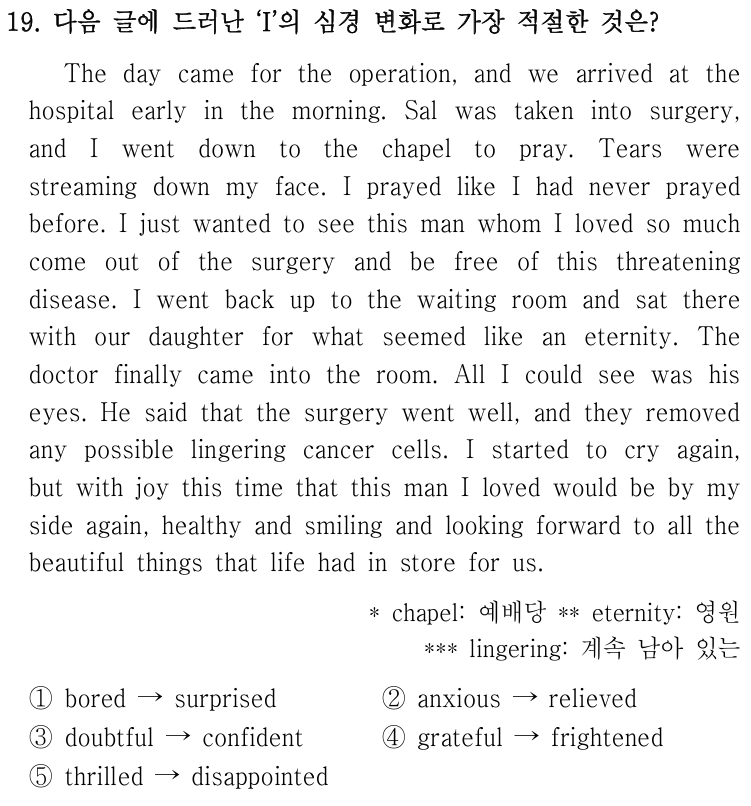 19. 다음 글에 드러난 ‘I’의 심경 변화로 가장 적절한 것은?
The day came for the operation, and we arrived at the
hospital early in the morning. Sal was taken into surgery,
and I went down to the chapel to pray. Tears were
streaming down my face. I prayed like I had never prayed
before. I just wanted to see this man whom I loved so much
come out of the surgery and be free of this threatening
disease. I went back up to the waiting room and sat there
with our daughter for what seemed like an eternity. The
doctor finally came into the room. All I could see was his
eyes. He said that the surgery went well, and they removed
any possible lingering cancer cells. I started to cry again,
but with joy this time that this man I loved would be by my
side again, healthy and smiling and looking forward to all the
beautiful things that life had in store for us.
* chapel: 예배당 ** eternity: 영원
*** lingering: 계속 남아 있는
① bored → surprised ② anxious → relieved
③ doubtful → confident ④ grateful → frightened
⑤ thrilled → disappointed